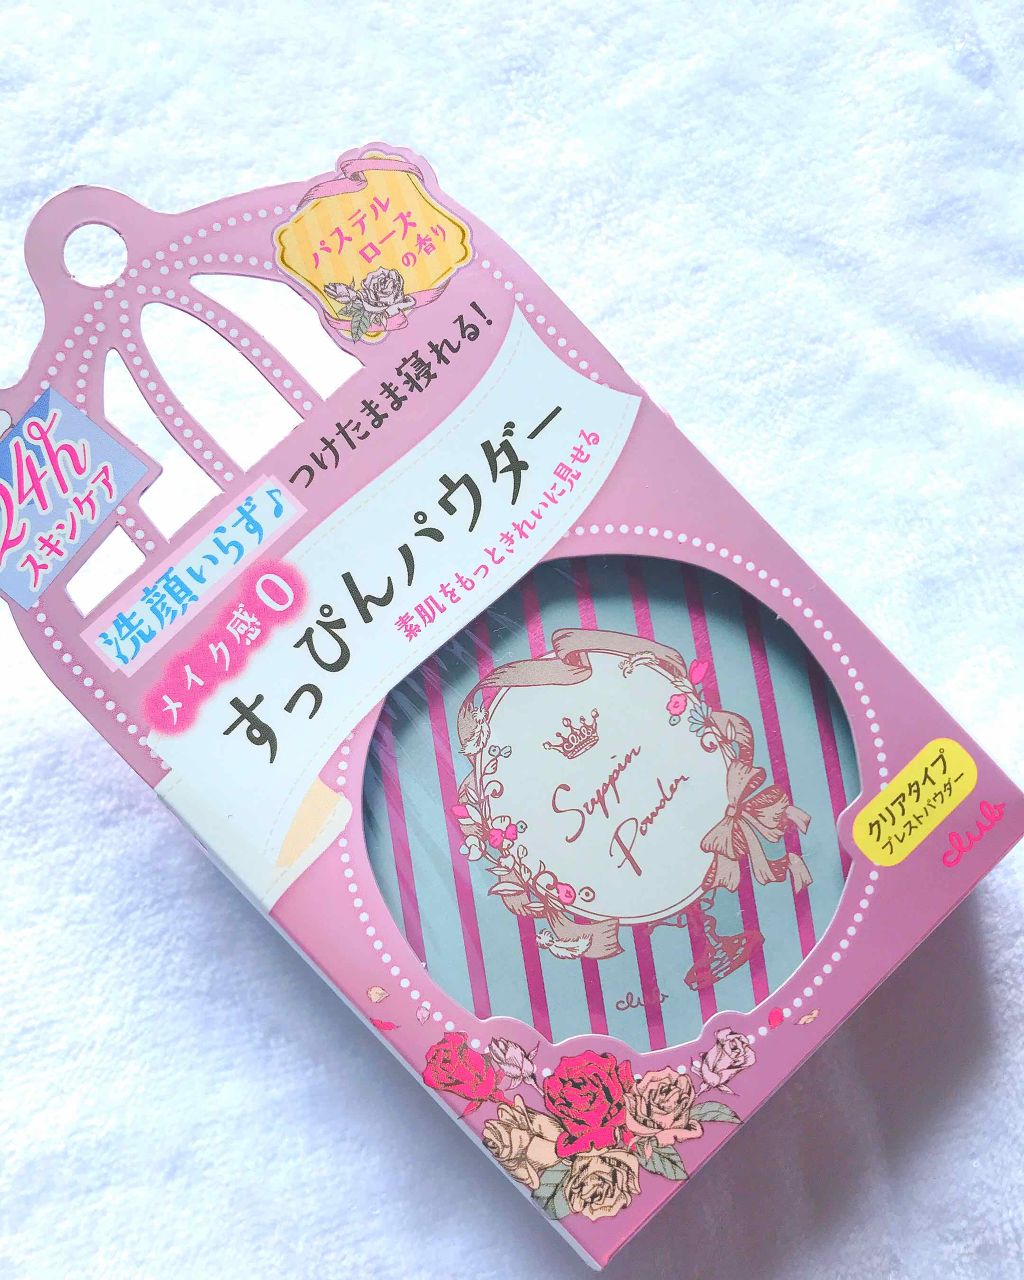 パステル
ローズ
の香り
24h
スキンケア
つけたまま寝れる!
洗顔いらず♪
メイク感0
すっぴんパウダー
素肌をもっときれいに見せる
club
Suppin
Powder
club
クリアタイプ
プレストパウダー
club